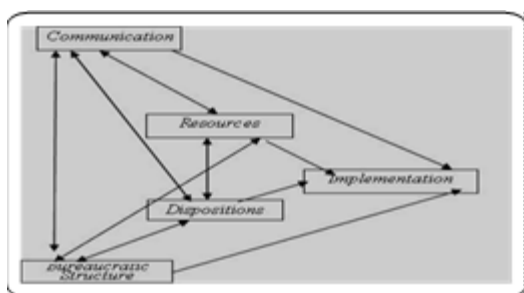 Communication
Resources
Implementation
Dispositions
Bureaucratic
Structure